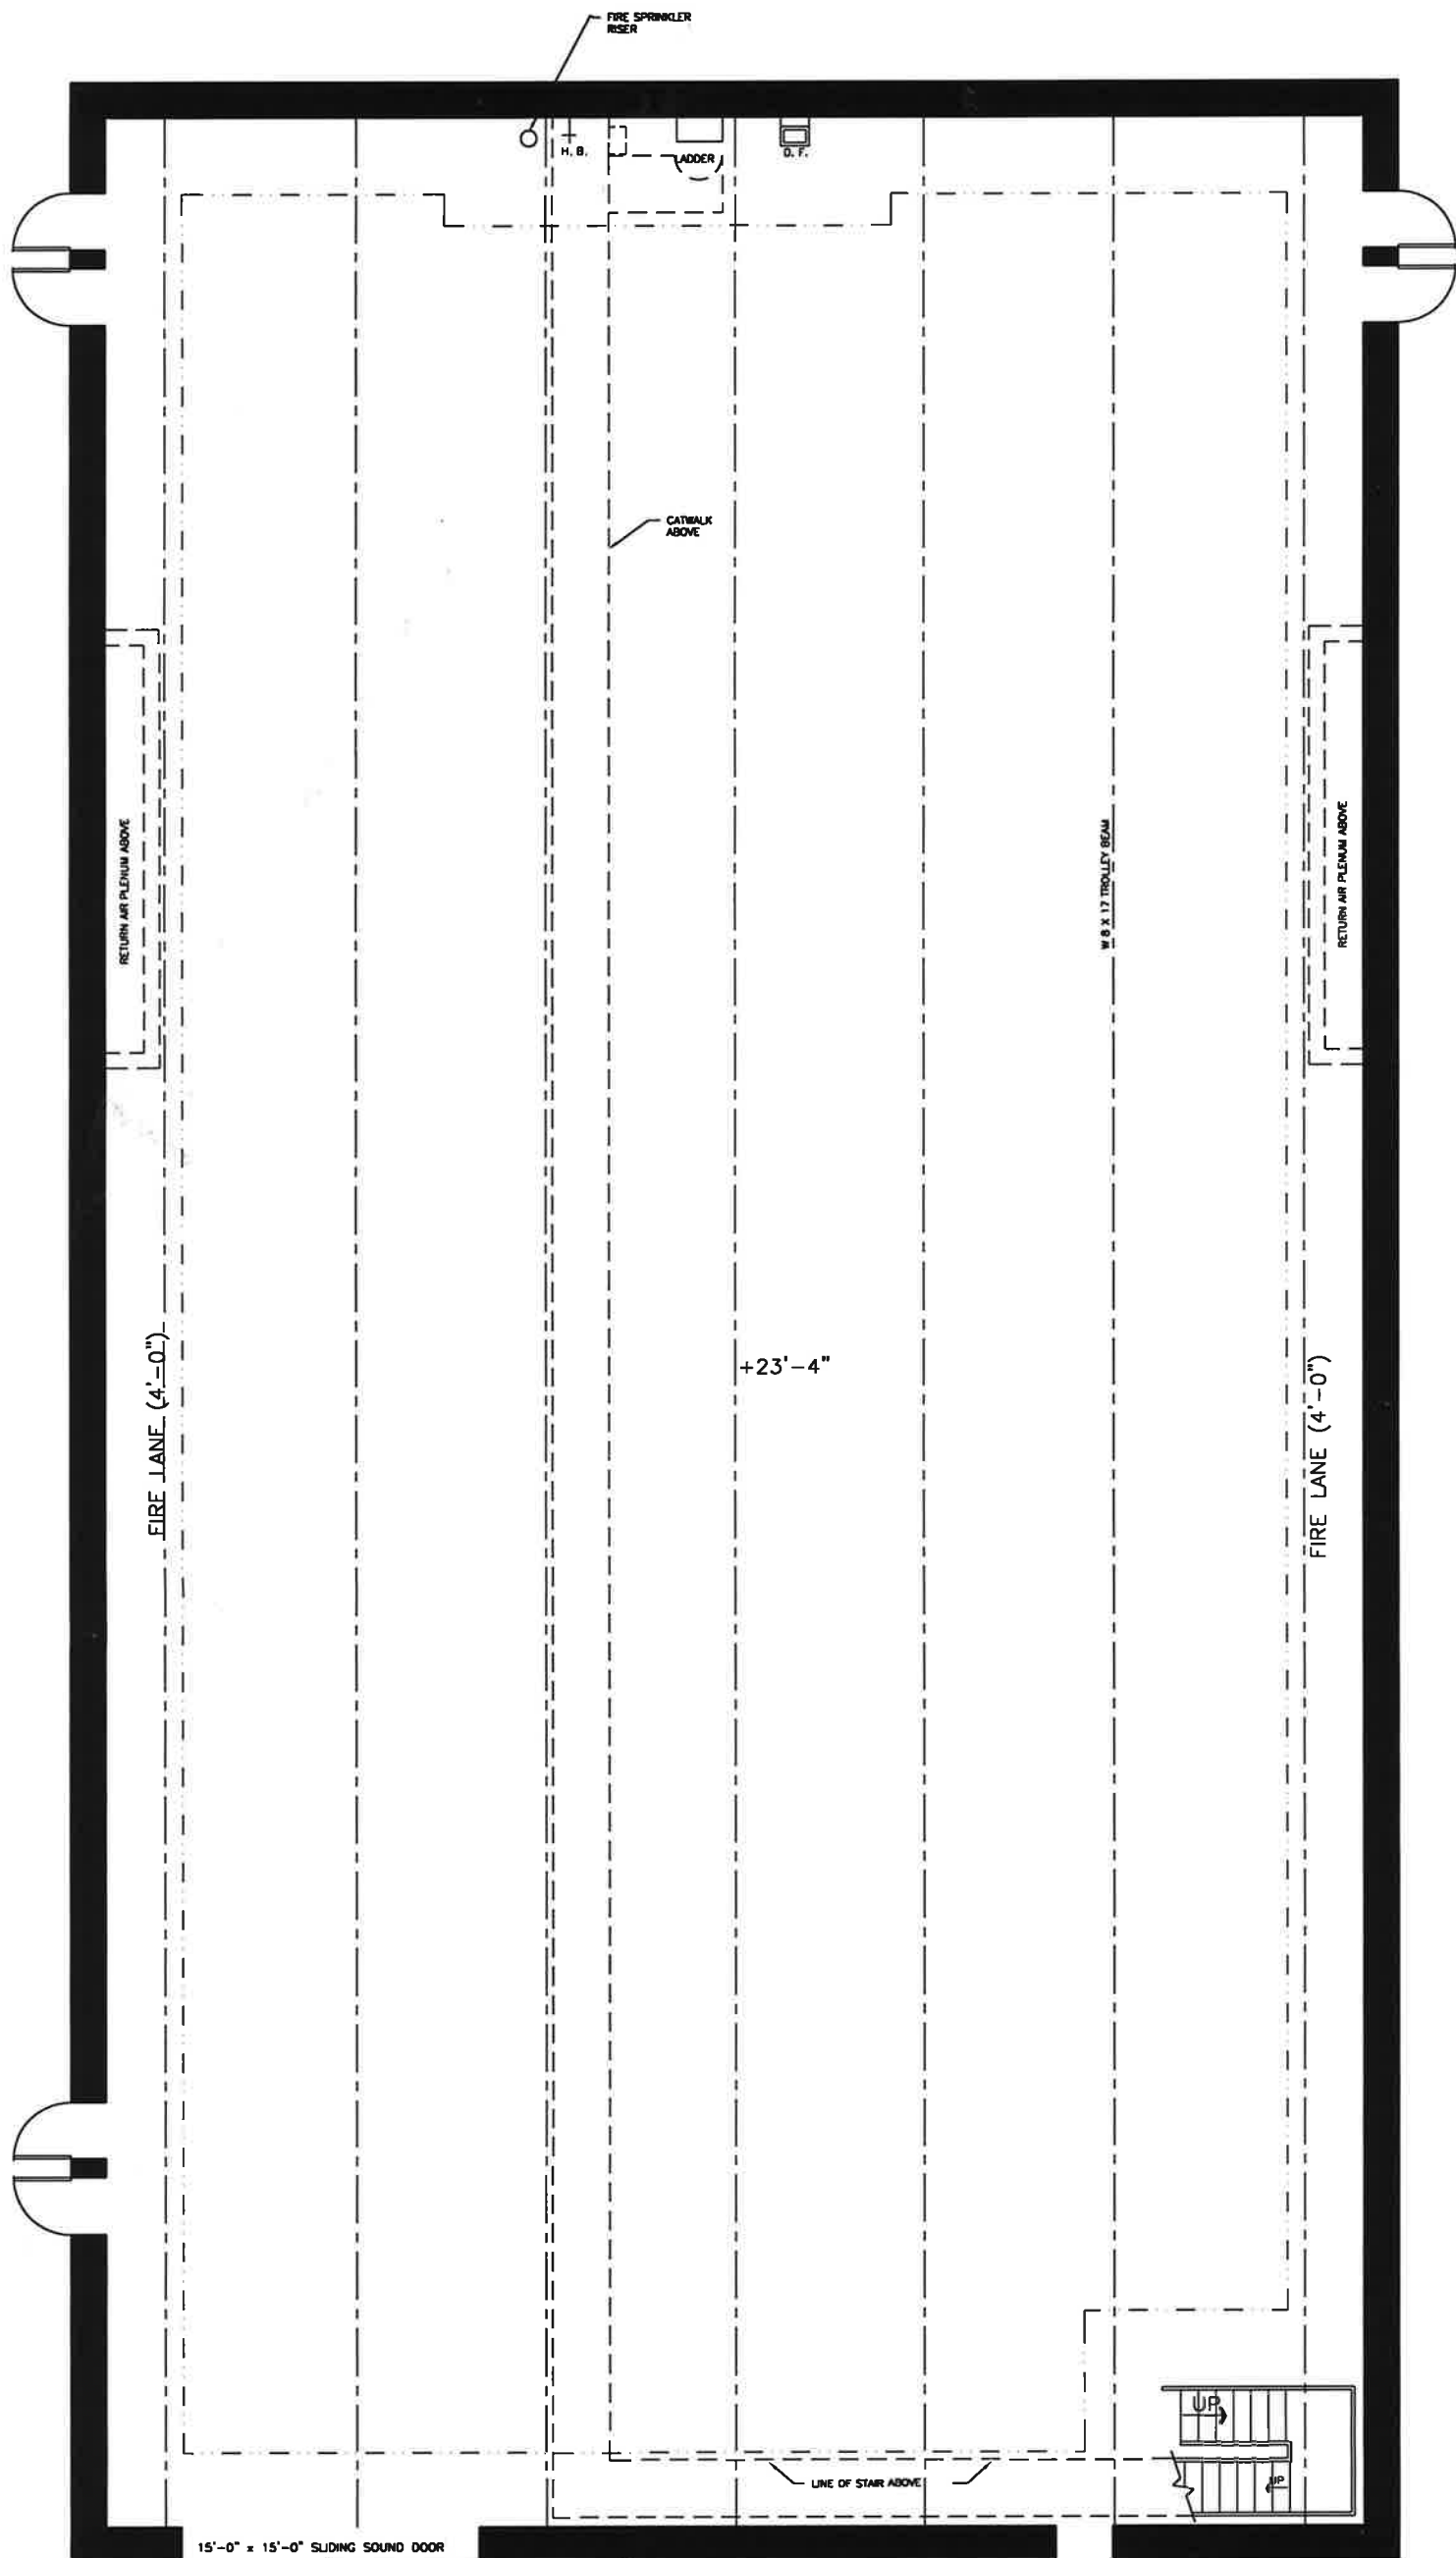 FIRE SPRINKLER
RISER
H. B.
LADDER
D. F.
CATWALK
ABOVE
RETURN AIR PLENUM ABOVE
W 8 X 17 TROLLEY BEAM
RETURN AIR PLENUM ABOVE
FIRE LANE (4'-0")
+23'-4"
FIRE LANE (4'-0")
UP
UP
LINE OF STAIR ABOVE
15'-0" x 15'-0" SLIDING SOUND DOOR